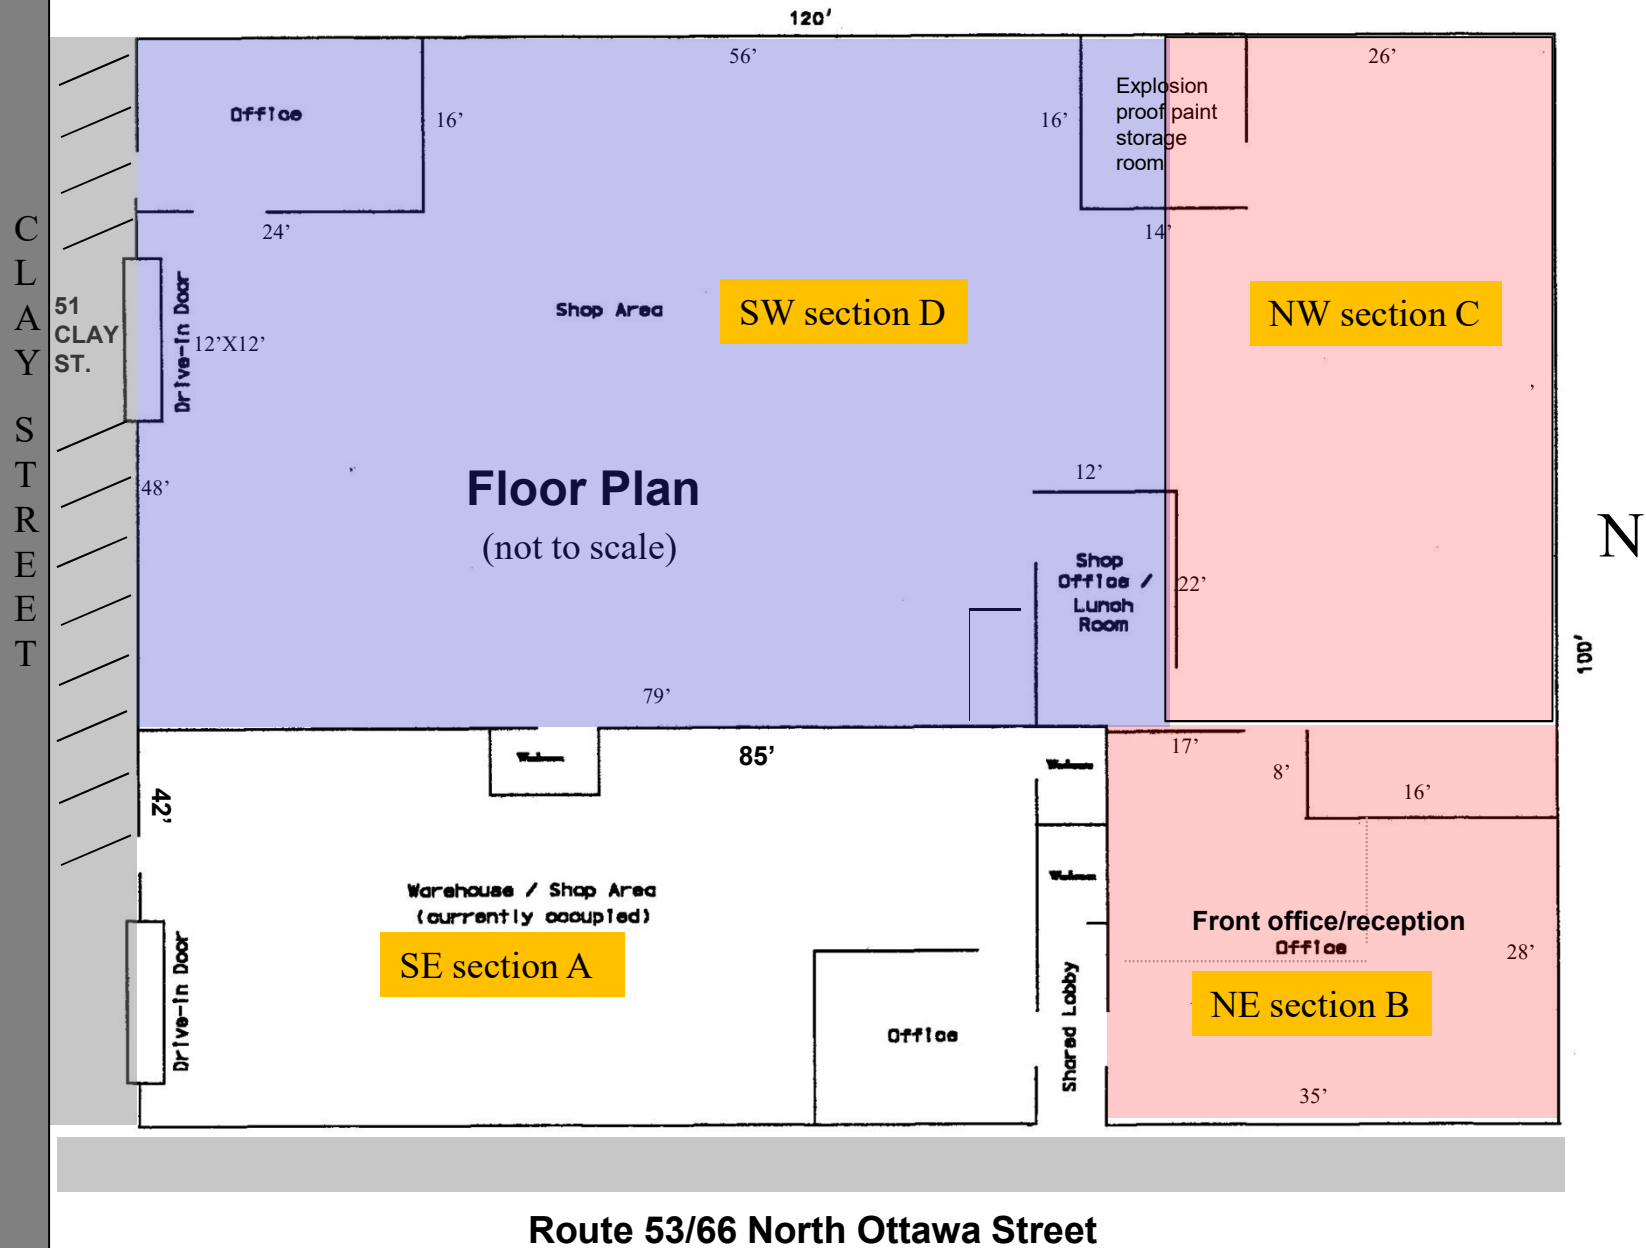 120'
56’
26’
Office
16’
16’
Explosion
proof paint
storage
room
24’
14’
CLAY STREET
51
CLAY
ST.
Drive-in Door
12’X12’
Shop Area
SW section D
NW section C
48’
Floor Plan
(not to scale)
12’
Shop
Office /
Lunch
Room
22’
N
100'
79’
85’
17’
8’
16’
42’
Warehouse / Shop Area
(currently occupied)
SE section A
Drive-in Door
Office
Shared Lobby
Front office/reception
Office
28’
NE section B
35’
Route 53/66 North Ottawa Street